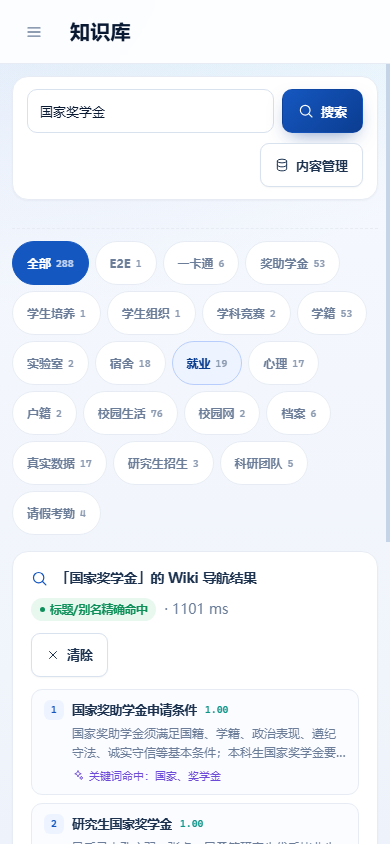 知识库
国家奖学金
搜索
内容管理
全部 288 E2E 1 一卡通 6 奖助学金 53
学生培养 1 学生组织 1 学科竞赛 2 学籍 53
实验室 2 宿舍 18 就业 19 心理 17
户籍 2 校园生活 76 校园网 2 档案 6
真实数据 17 研究生招生 3 科研团队 5
请假考勤 4
「国家奖学金」的 Wiki 导航结果
标题/别名精确命中 · 1101 ms
清除
1 国家奖助学金申请条件 1.00
国家奖助学金须满足国籍、学籍、政治表现、遵纪
守法、诚实守信等基本条件；本科生国家奖学金要...
关键词命中：国家、奖学金
2 研究生国家奖学金 1.00